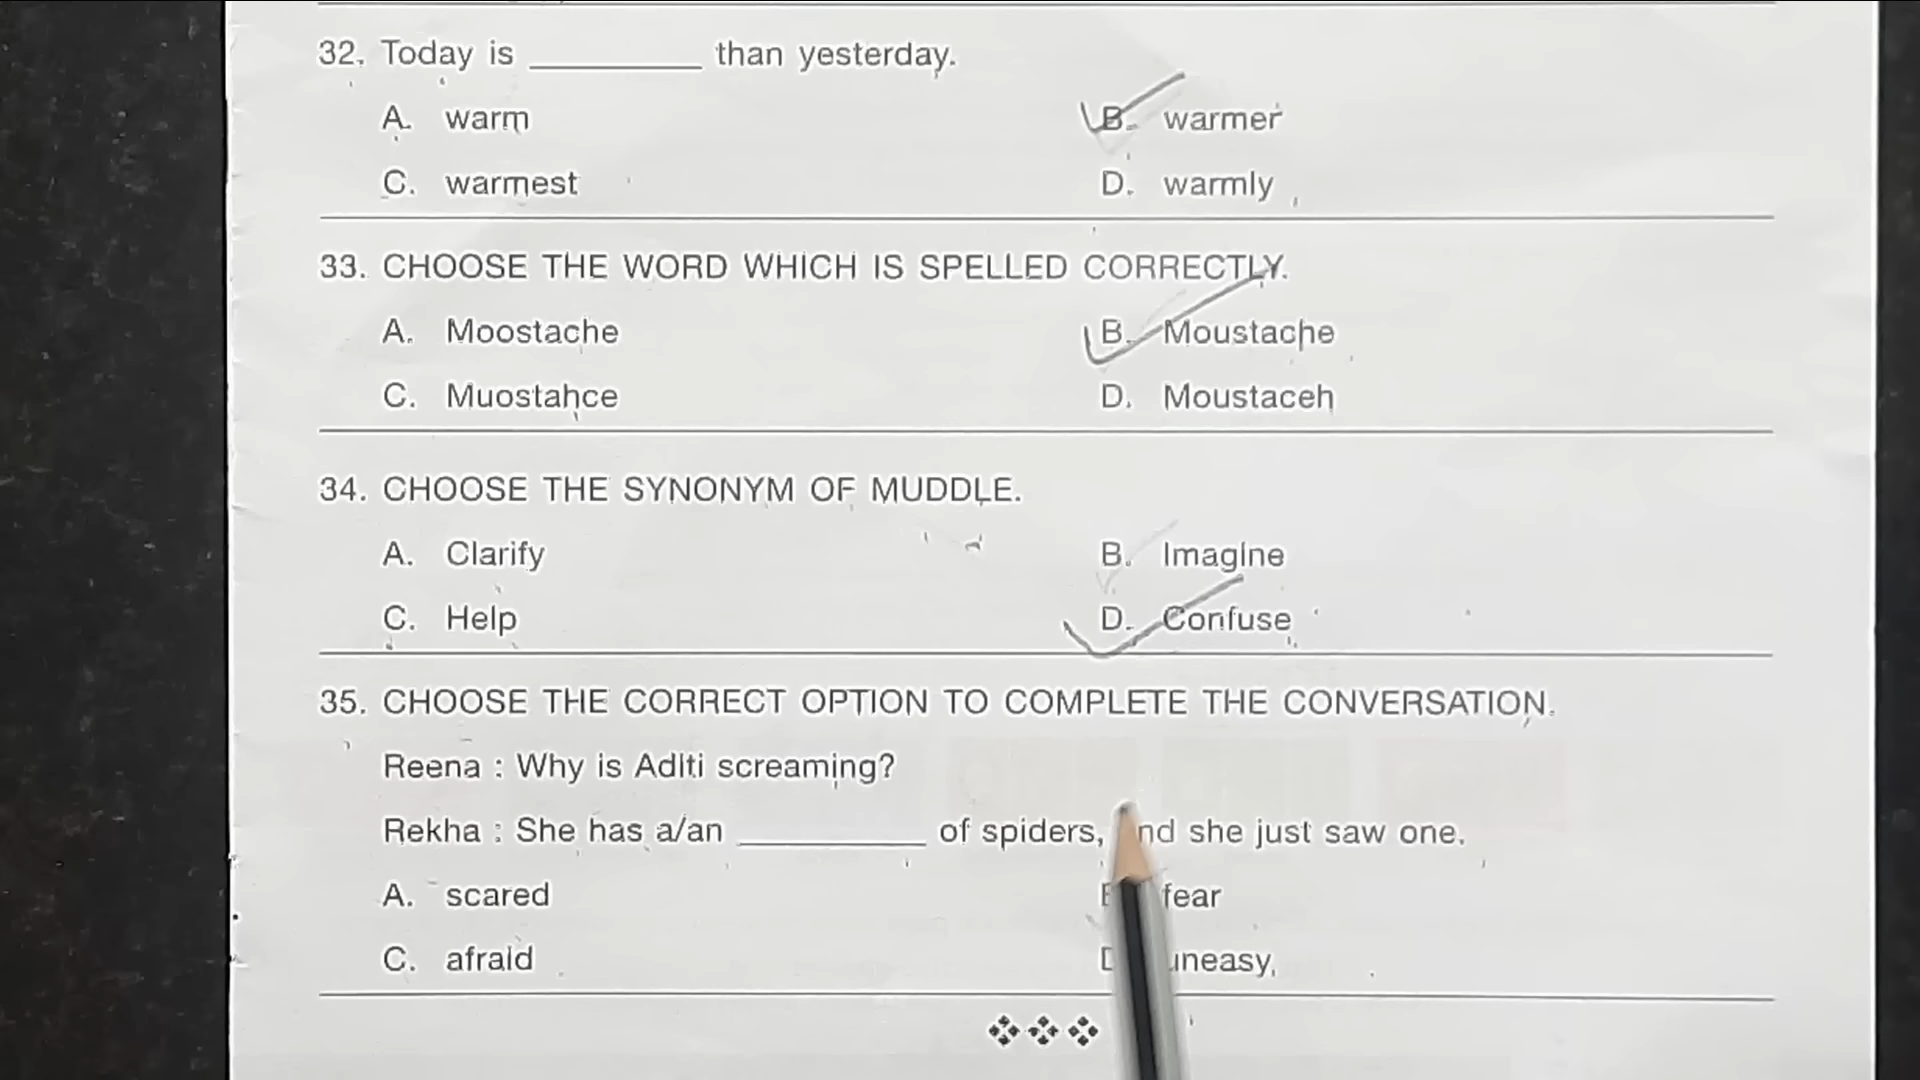 32. Today is ________ than yesterday.
A. warm B. warmer
C. warmest D. warmly
33. CHOOSE THE WORD WHICH IS SPELLED CORRECTLY.
A. Moostache B. Moustache
C. Muostahce D. Moustaceh
34. CHOOSE THE SYNONYM OF MUDDLE.
A. Clarify B. Imagine
C. Help D. Confuse
35. CHOOSE THE CORRECT OPTION TO COMPLETE THE CONVERSATION.
Reena : Why is Aditi screaming?
Rekha : She has a/an ________ of spiders, and she just saw one.
A. scared fear
C. afraid uneasy